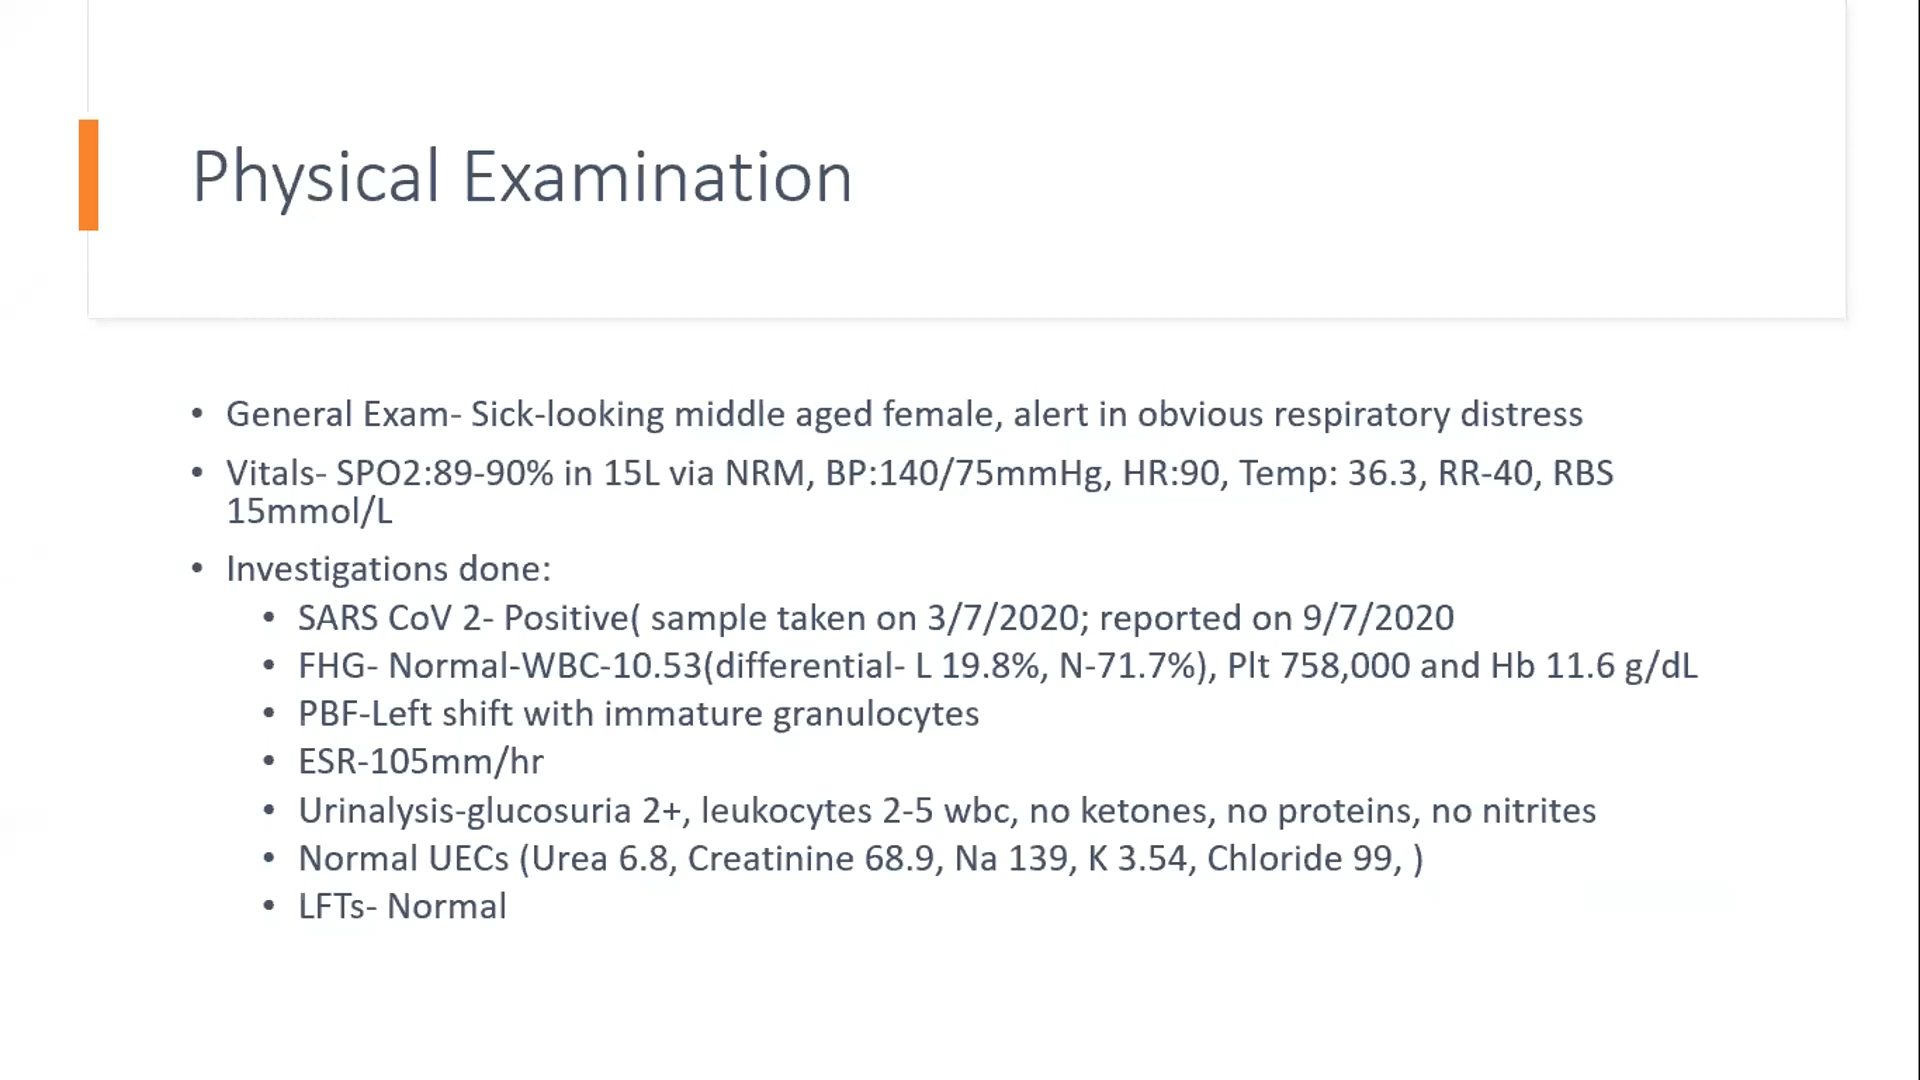 Physical Examination
• General Exam- Sick-looking middle aged female, alert in obvious respiratory distress
• Vitals- SPO2:89-90% in 15L via NRM, BP:140/75mmHg, HR:90, Temp: 36.3, RR-40, RBS
15mmol/L
• Investigations done:
• SARS CoV 2- Positive( sample taken on 3/7/2020; reported on 9/7/2020
• FHG- Normal-WBC-10.53(differential- L 19.8%, N-71.7%), Plt 758,000 and Hb 11.6 g/dL
• PBF-Left shift with immature granulocytes
• ESR-105mm/hr
• Urinalysis-glucosuria 2+, leukocytes 2-5 wbc, no ketones, no proteins, no nitrites
• Normal UECs (Urea 6.8, Creatinine 68.9, Na 139, K 3.54, Chloride 99, )
• LFTs- Normal